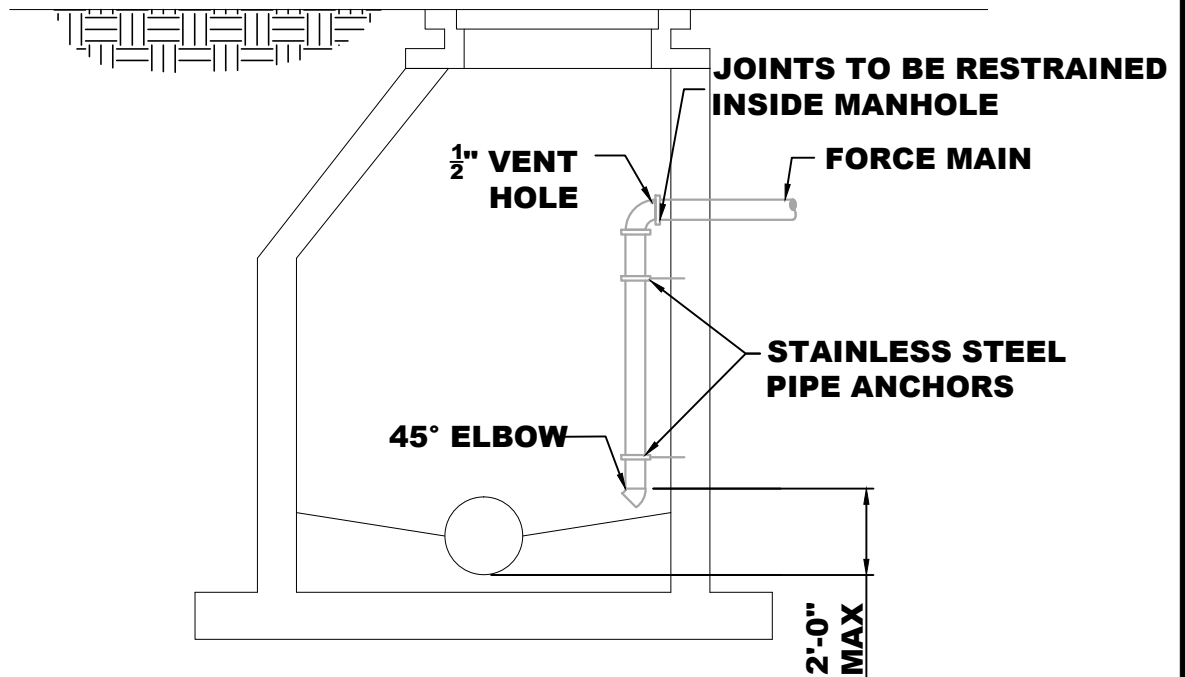 JOINTS TO BE RESTRAINED
INSIDE MANHOLE
½" VENT
HOLE
FORCE MAIN
STAINLESS STEEL
PIPE ANCHORS
45° ELBOW
2'-0"
MAX